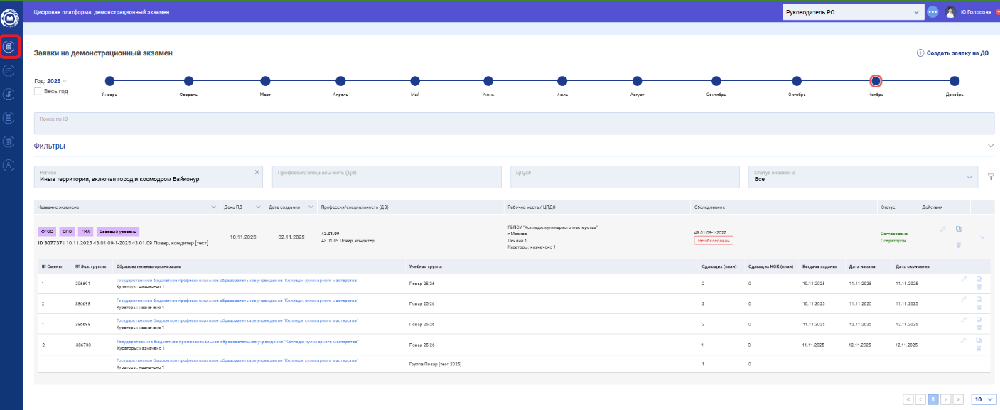 Цифровая платформа: демонстрационный экзамен
Руководитель РО
Ю Голосова
Заявки на демонстрационный экзамен
Создать заявку на ДЭ
Год: 2025
Весь год
Январь Февраль Март Апрель Май Июнь Июль Август Сентябрь Октябрь Ноябрь Декабрь
Поиск по ID
Фильтры
Регион
Иные территории, включая город и космодром Байконур
Профессия/специальность (ДЭ)
ЦПДЭ
Статус экзамена
Все
Название экзамена День ПД Дата создания Профессия/специальность (ДЭ) Рабочие места / ЦПДЭ Обследование Статус Действия
ФГОС СПО ГИА Базовый уровень
ID 307737 | 10.11.2025 43.01.09-1-2025 43.01.09 Повар, кондитер [тест]
10.11.2025
02.11.2025
43.01.09
43.01.09 Повар, кондитер
ГБПОУ "Колледж кулинарного мастерства"
г Москва
Ленина 1
Кураторы: назначено 1
43.01.09-1-2025
Не обследован
Согласована
Оператором
№ Смены № Экз. группы Образовательная организация Учебная группа Сдающих (план) Сдающих НОК (план) Выдача задания Дата начала Дата окончания
1 386691 Государственное бюджетное профессиональное образовательное учреждение "Колледж кулинарного мастерства" Повар 25-26 2 0 10.11.2025 11.11.2025 11.11.2025
Кураторы: назначено 1
2 386698 Государственное бюджетное профессиональное образовательное учреждение "Колледж кулинарного мастерства" Повар 25-26 2 0 10.11.2025 11.11.2025 11.11.2025
Кураторы: назначено 1
1 386699 Государственное бюджетное профессиональное образовательное учреждение "Колледж кулинарного мастерства" Повар 25-26 2 0 11.11.2025 12.11.2025 12.11.2025
Кураторы: назначено 1
2 386700 Государственное бюджетное профессиональное образовательное учреждение "Колледж кулинарного мастерства" Повар 25-26 1 0 11.11.2025 12.11.2025 12.11.2025
Кураторы: назначено 1
Государственное бюджетное профессиональное образовательное учреждение "Колледж кулинарного мастерства" Группа Повар (тест 2025) 1 0
Кураторы: назначено 1
« ‹ 1 › » 10